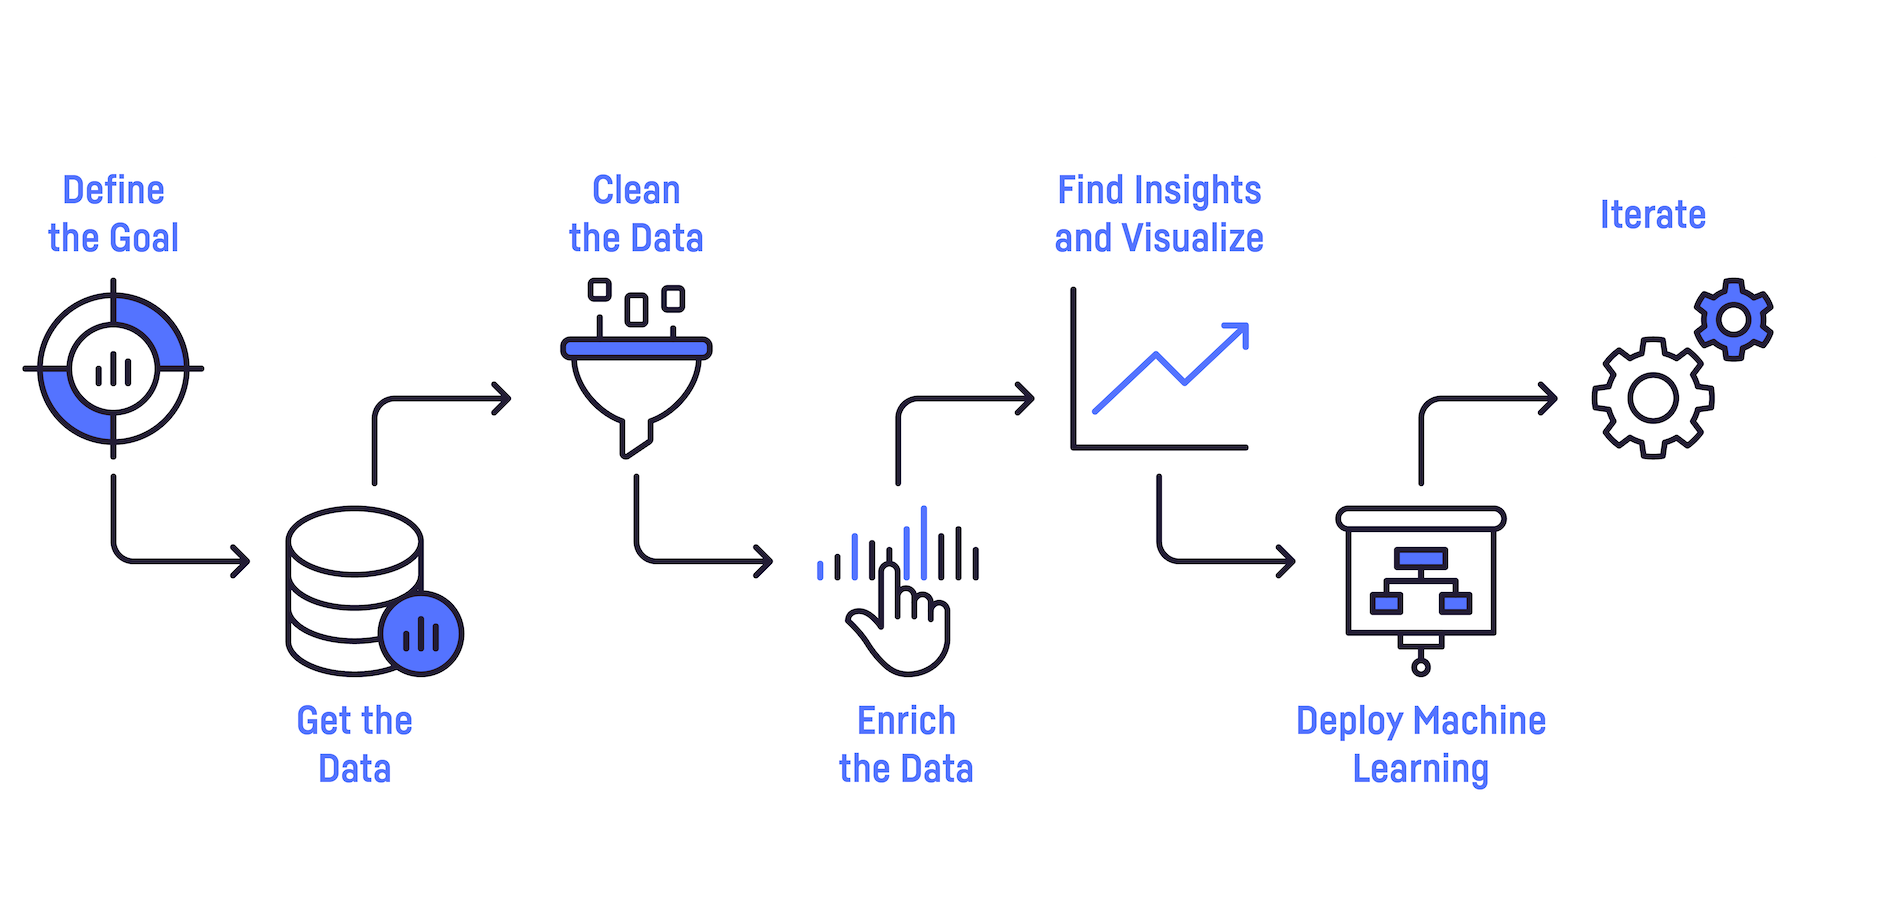 Define
the Goal
Get the
Data
Clean
the Data
Enrich
the Data
Find Insights
and Visualize
Deploy Machine
Learning
Iterate